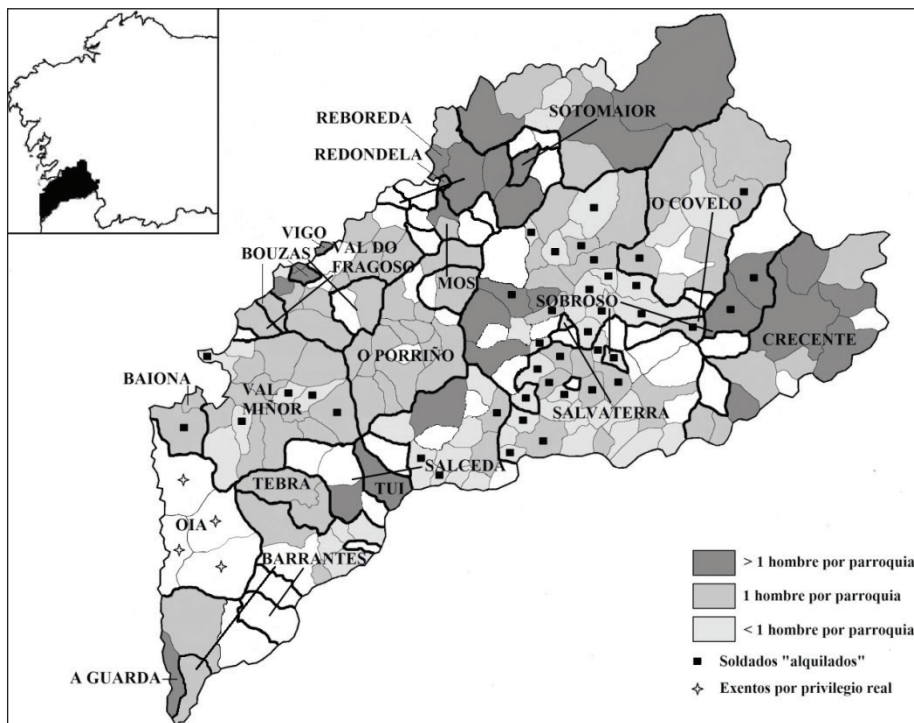 SOTOMAIOR
REBOREDA
REDONDELA
O COVELO
VIGO
BOUZAS
VAL DO
FRAGOSO
MOS
SOBROSO
CRECENTE
O PORRIÑO
BAIONA
VAL
MIÑOR
SALVATERRA
SALCEDA
TEBRA
TUI
OIA
BARRANTES
A GUARDA
> 1 hombre por parroquia
1 hombre por parroquia
< 1 hombre por parroquia
Soldados "alquilados"
Exentos por privilegio real